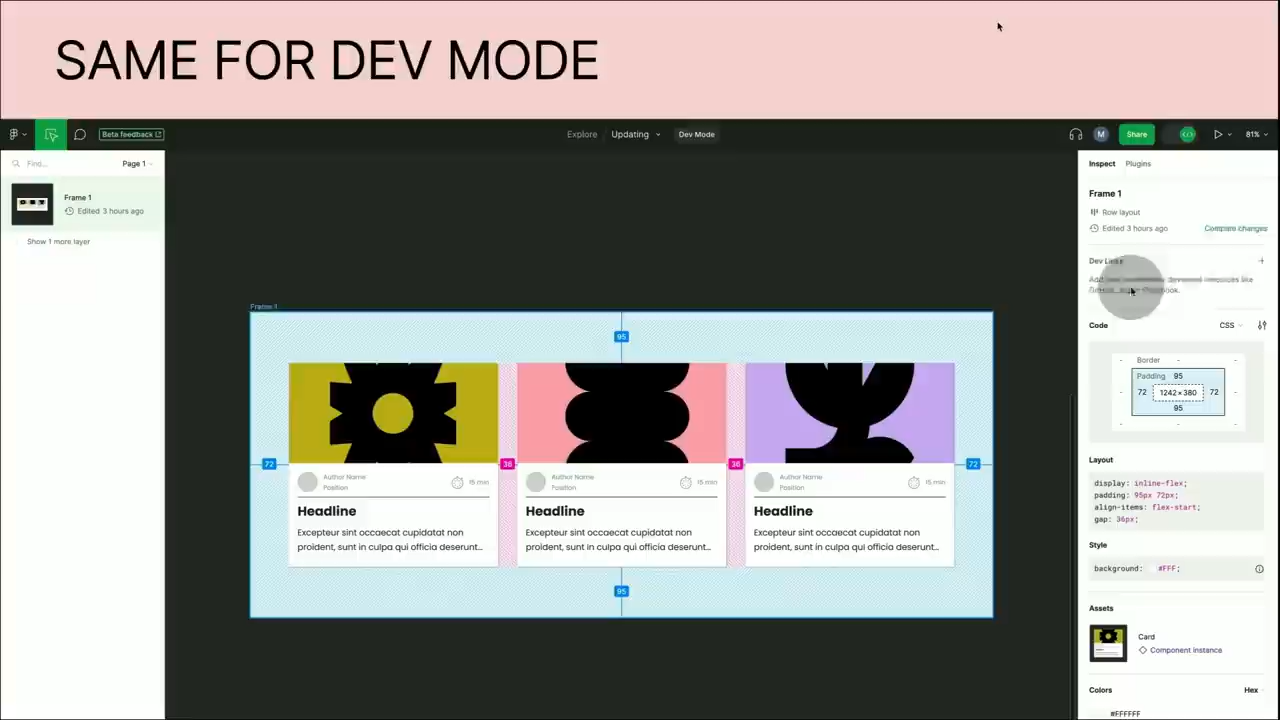 SAME FOR DEV MODE
Beta feedback
Explore / Updating
Dev Mode
M
Share
81%
Find...
Page 1
Frame 1
Edited 3 hours ago
Show 1 more layer
Frame 1
95
72
36
36
72
95
Author Name
Position
15 min
Headline
Excepteur sint occaecat cupidatat non
proident, sunt in culpa qui officia deserunt...
Author Name
Position
15 min
Headline
Excepteur sint occaecat cupidatat non
proident, sunt in culpa qui officia deserunt...
Author Name
Position
15 min
Headline
Excepteur sint occaecat cupidatat non
proident, sunt in culpa qui officia deserunt...
Inspect Plugins
Frame 1
Row layout
Edited 3 hours ago Compare changes
Dev +
Code CSS
- Border -
Padding 95
- 72 1242×380 72 -
95
- - -
Layout
display: inline-flex;
padding: 95px 72px;
align-items: flex-start;
gap: 36px;
Style
background: #FFF;
Assets
Card
Component instance
Colors Hex
#FFFFFF